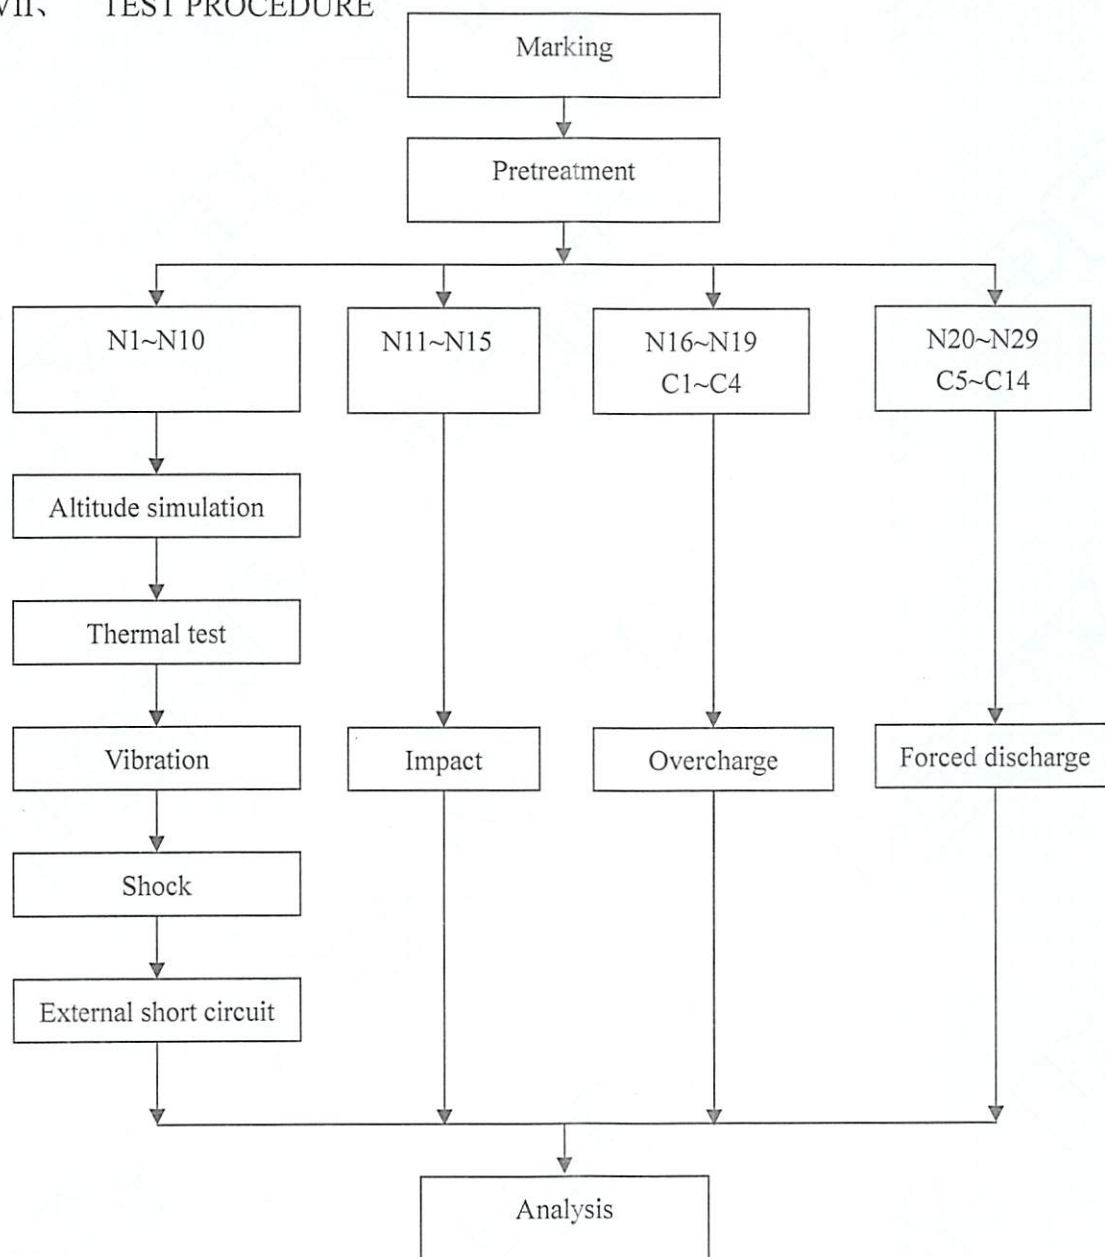 VII、 TEST PROCEDURE
Marking
Pretreatment
N1~N10
N11~N15
N16~N19
C1~C4
N20~N29
C5~C14
Altitude simulation
Thermal test
Vibration
Impact
Overcharge
Forced discharge
Shock
External short circuit
Analysis